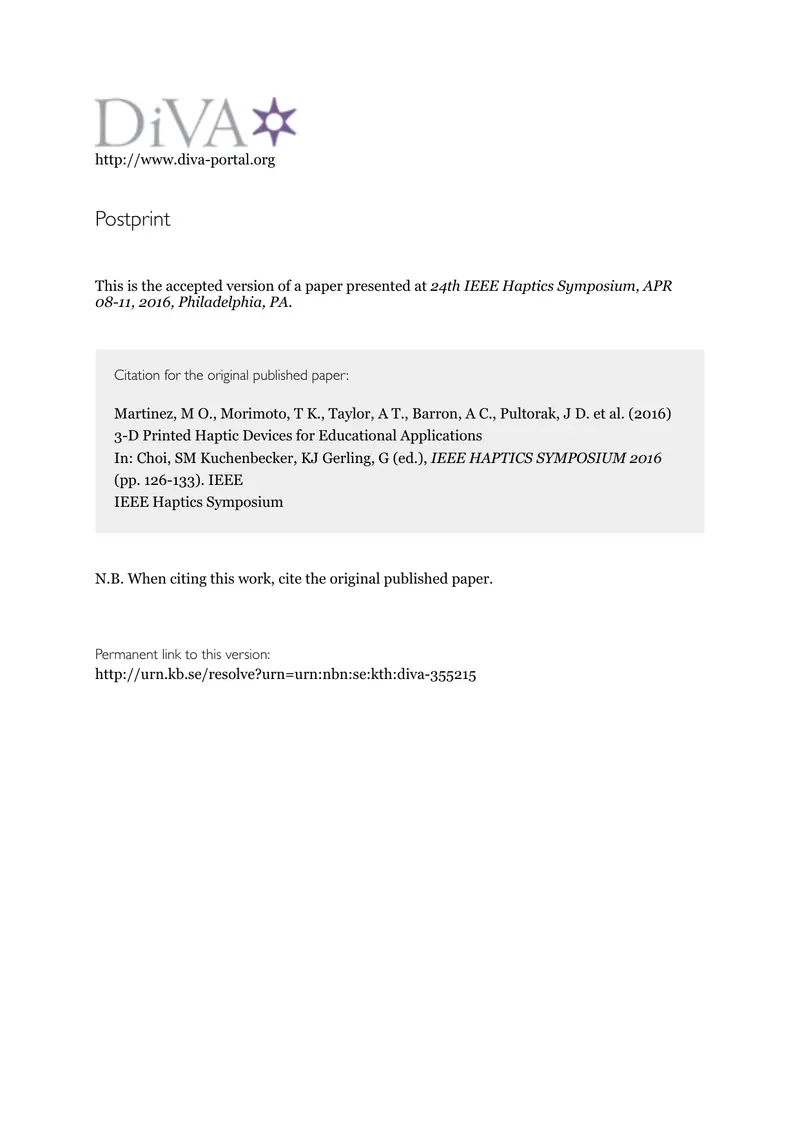 DiVA
http://www.diva-portal.org
Postprint
This is the accepted version of a paper presented at 24th IEEE Haptics Symposium, APR
08-11, 2016, Philadelphia, PA.
Citation for the original published paper:
Martinez, M O., Morimoto, T K., Taylor, A T., Barron, A C., Pultorak, J D. et al. (2016)
3-D Printed Haptic Devices for Educational Applications
In: Choi, SM Kuchenbecker, KJ Gerling, G (ed.), IEEE HAPTICS SYMPOSIUM 2016
(pp. 126-133). IEEE
IEEE Haptics Symposium
N.B. When citing this work, cite the original published paper.
Permanent link to this version:
http://urn.kb.se/resolve?urn=urn:nbn:se:kth:diva-355215